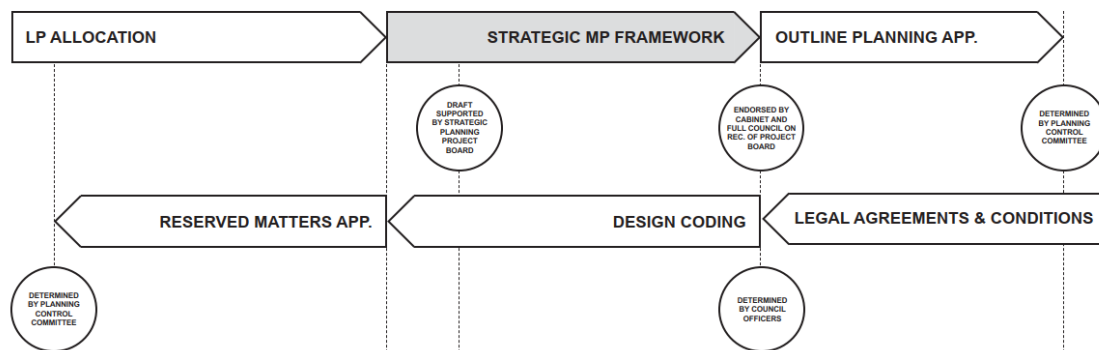 LP ALLOCATION
STRATEGIC MP FRAMEWORK
OUTLINE PLANNING APP.
DRAFT
SUPPORTED
BY STRATEGIC
PLANNING
PROJECT
BOARD
ENDORSED BY
CABINET AND
FULL COUNCIL ON
REC. OF PROJECT
BOARD
DETERMINED
BY PLANNING
CONTROL
COMMITTEE
RESERVED MATTERS APP.
DESIGN CODING
LEGAL AGREEMENTS & CONDITIONS
DETERMINED
BY PLANNING
CONTROL
COMMITTEE
DETERMINED
BY COUNCIL
OFFICERS